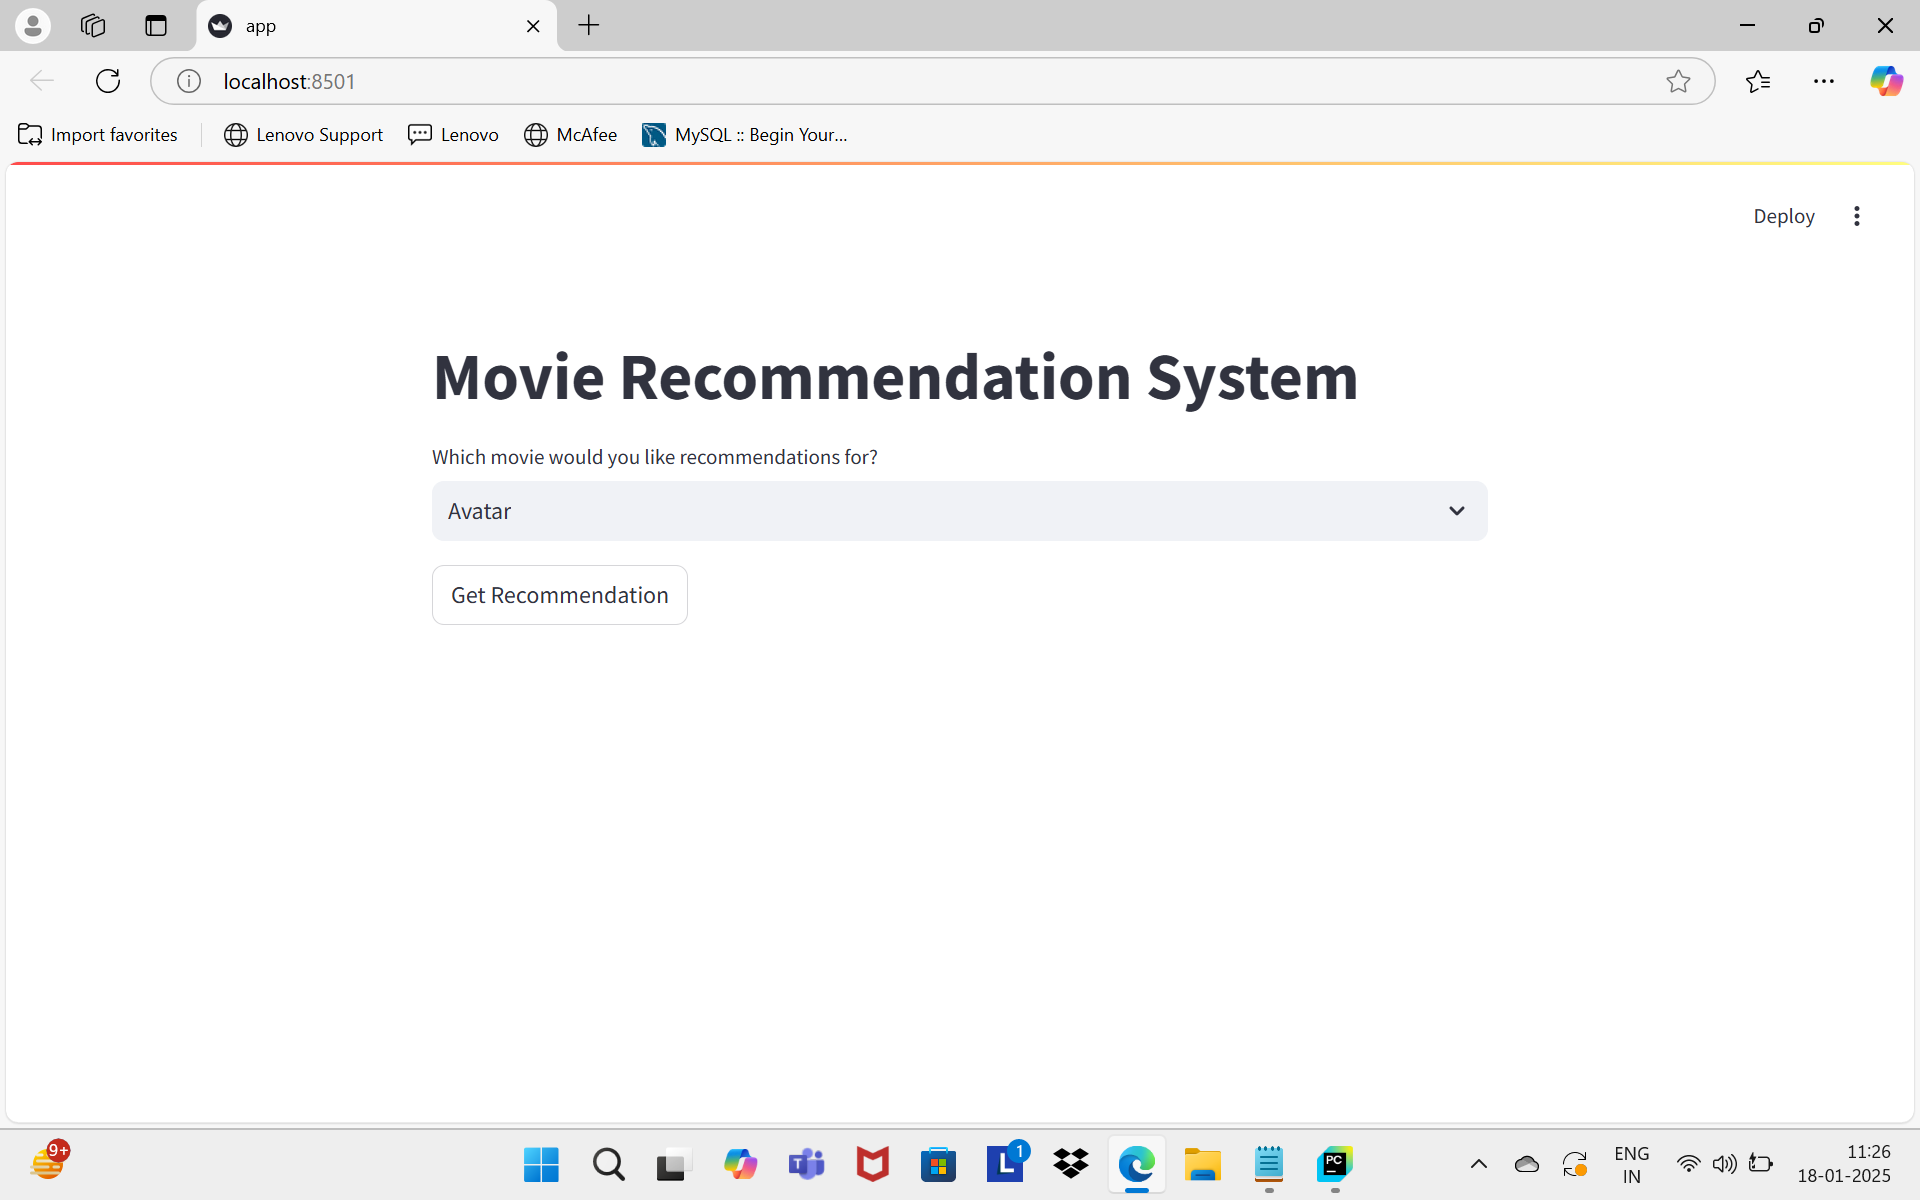 app
localhost:8501
Import favorites
Lenovo Support
Lenovo
McAfee
MySQL :: Begin Your...
Deploy
Movie Recommendation System
Which movie would you like recommendations for?
Avatar
Get Recommendation
9+
L
1
PC
ENG
IN
11:26
18-01-2025